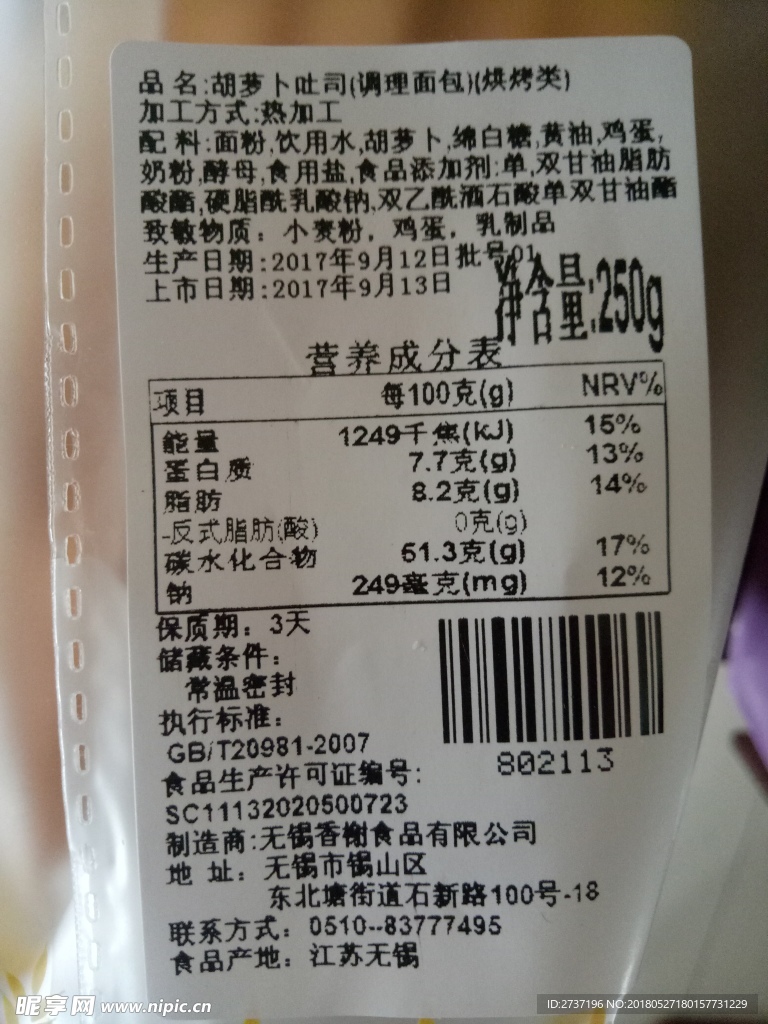 品 名:胡萝卜吐司(调理面包)(烘烤类)
加工方式:热加工
配 料:面粉,饮用水,胡萝卜,绵白糖,黄油,鸡蛋,
奶粉,酵母,食用盐,食品添加剂:单,双甘油脂肪
酸酯,硬脂酰乳酸钠,双乙酰酒石酸单双甘油酯
致敏物质：小麦粉，鸡蛋，乳制品
生产日期:2017年9月12日批号01
上市日期:2017年9月13日
净含量:250g
营养成分表
项目 每100克(g) NRV%
能量 1249千焦(kJ) 15%
蛋白质 7.7克(g) 13%
脂肪 8.2克(g) 14%
-反式脂肪(酸) 0克(g)
碳水化合物 51.3克(g) 17%
钠 249毫克(mg) 12%
保质期：3天
储藏条件：
常温密封
执行标准：
GB/T20981-2007
食品生产许可证编号:
SC11132020500723
802113
制造商:无锡香榭食品有限公司
地 址：无锡市锡山区
东北塘街道石新路100号-18
联系方式：0510--83777495
食品产地：江苏无锡
昵享网 www.nipic.cn
ID:2737196 NO:20180527180157731229